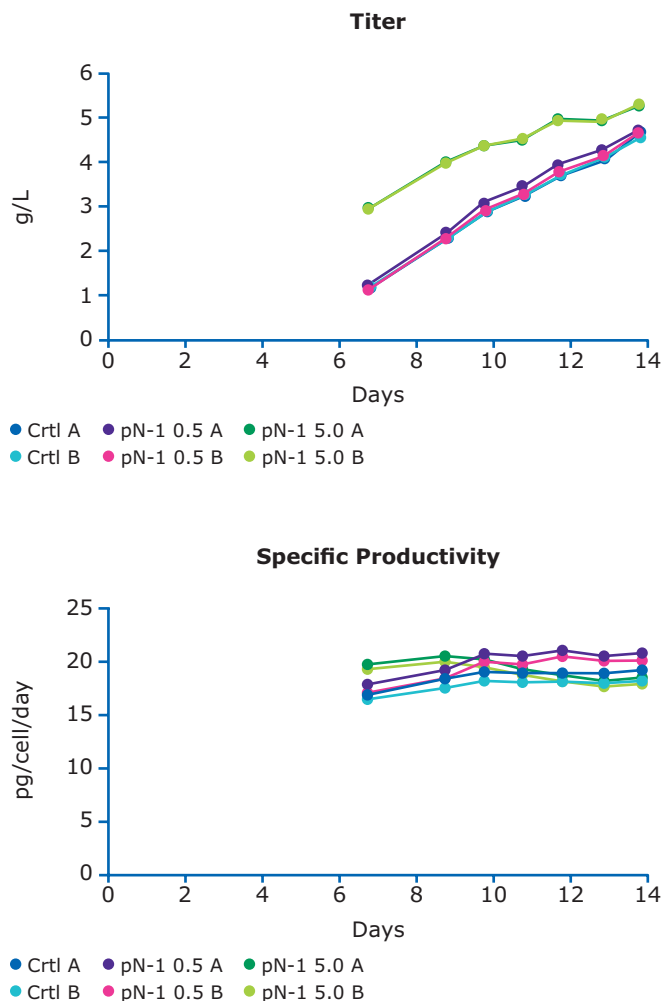 Titer
6
5
4
3
2
1
0
g/L
0 2 4 6 8 10 12 14
Days
Crtl A pN-1 0.5 A pN-1 5.0 A
Crtl B pN-1 0.5 B pN-1 5.0 B
Specific Productivity
25
20
15
10
5
0
pg/cell/day
0 2 4 6 8 10 12 14
Days
Crtl A pN-1 0.5 A pN-1 5.0 A
Crtl B pN-1 0.5 B pN-1 5.0 B